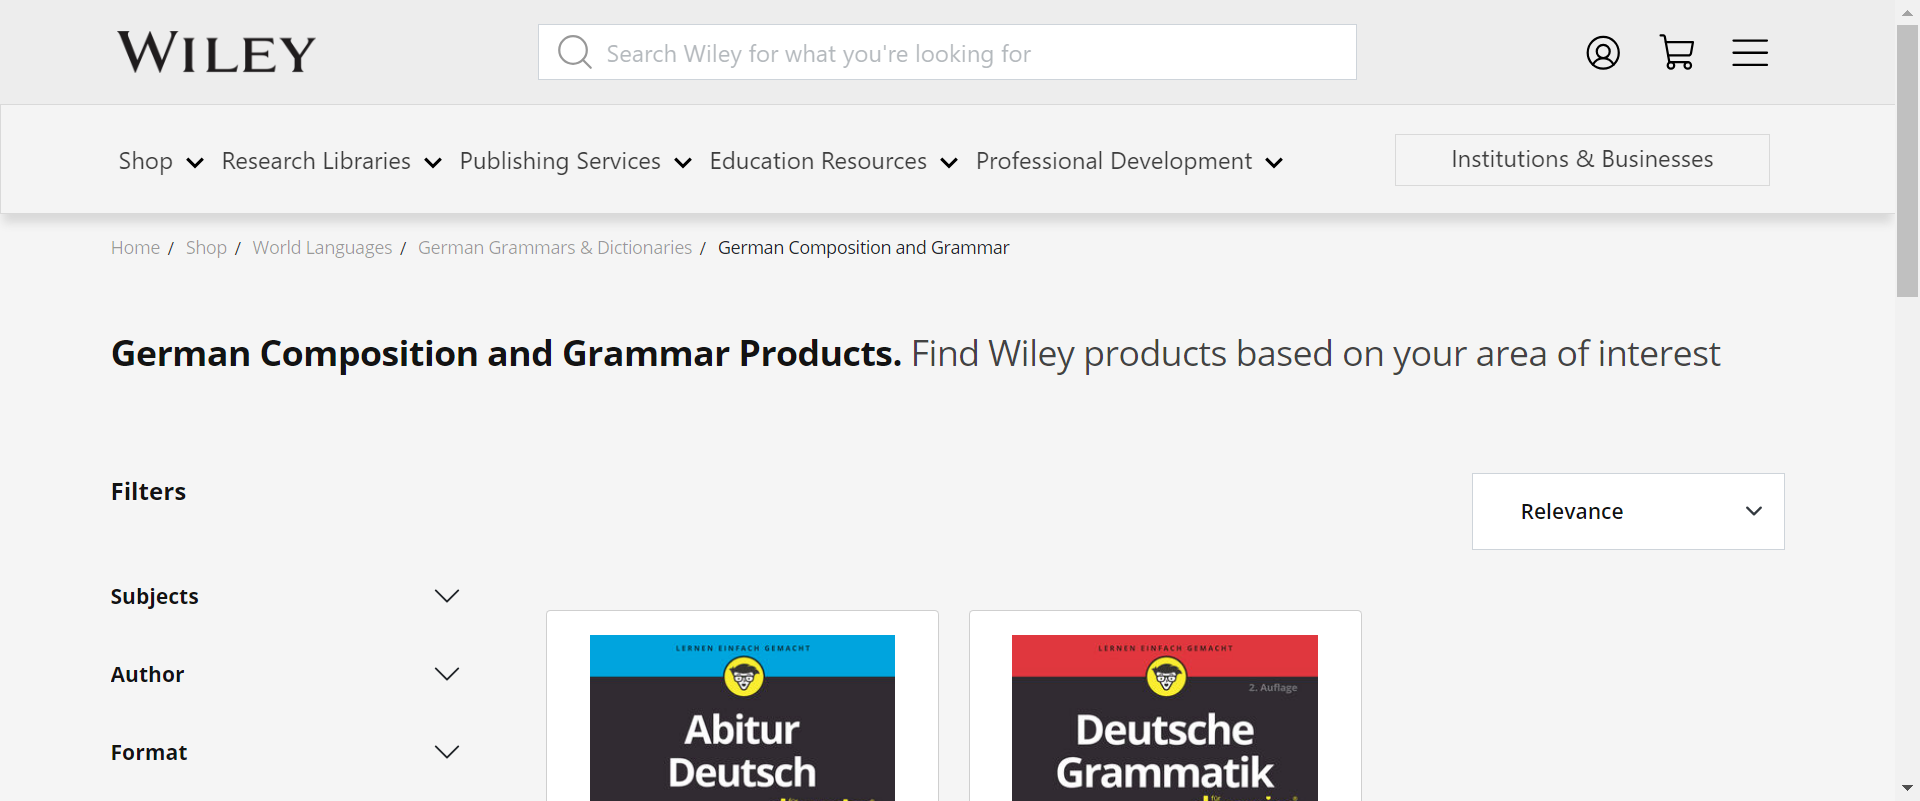 WILEY
Search Wiley for what you're looking for
Shop Research Libraries Publishing Services Education Resources Professional Development Institutions & Businesses
Home / Shop / World Languages / German Grammars & Dictionaries / German Composition and Grammar
German Composition and Grammar Products. Find Wiley products based on your area of interest
Filters
Relevance
Subjects
Author
Format
LERNEN EINFACH GEMACHT
Abitur
Deutsch
LERNEN EINFACH GEMACHT
2. Auflage
Deutsche
Grammatik
für